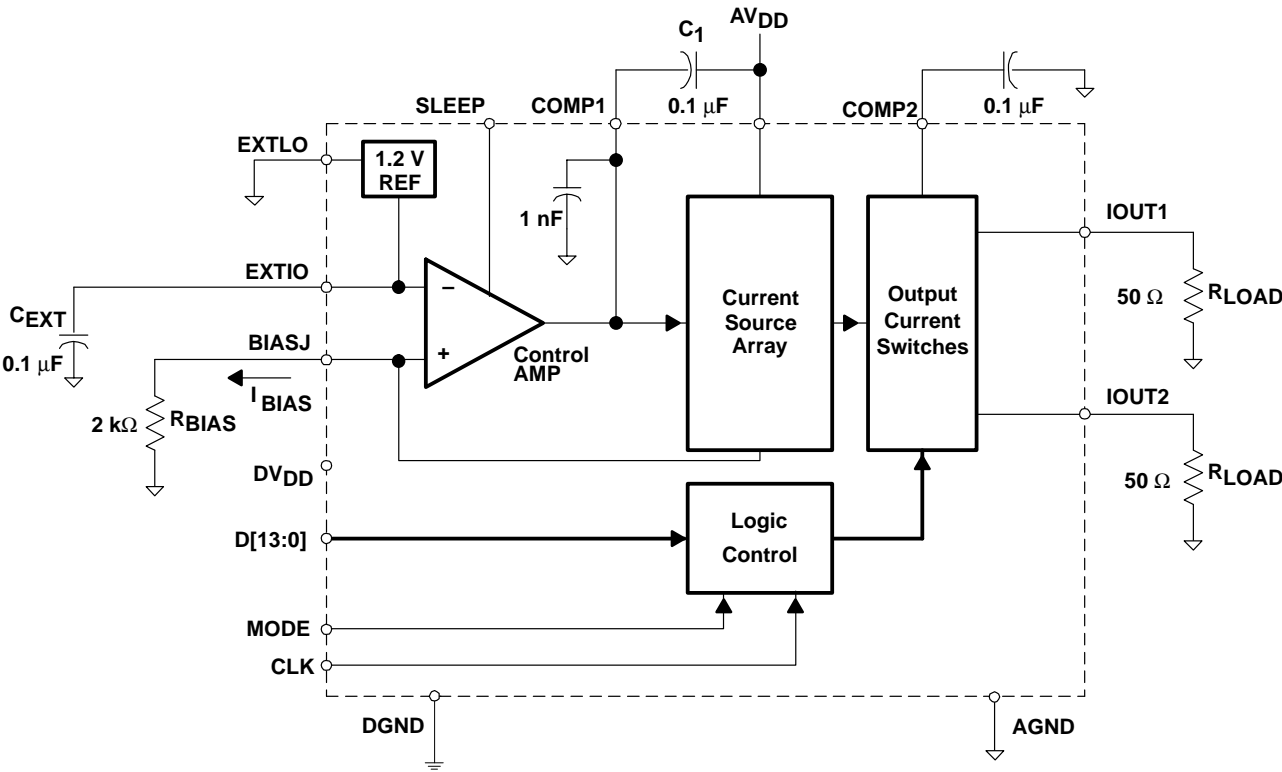 C1
AVDD
0.1 μF
0.1 μF
SLEEP
COMP1
COMP2
EXTLO
1.2 V
REF
1 nF
IOUT1
EXTIO
–
Current
Source
Array
Output
Current
Switches
50 Ω
RLOAD
CEXT
0.1 μF
BIASJ
+
Control
AMP
IBIAS
2 kΩ
RBIAS
IOUT2
DVDD
50 Ω
RLOAD
D[13:0]
Logic
Control
MODE
CLK
DGND
AGND